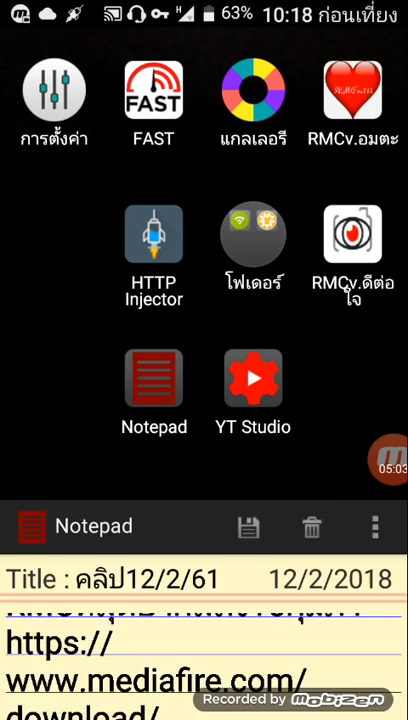 63% 10:18 ก่อนเที่ยง
FAST
การตั้งค่า FAST แกลเลอรี RMCv.อมตะ
HTTP Injector โฟเดอร์ RMCv.ดีต่อใจ
Notepad YT Studio
05:03
Notepad
Title : คลิป12/2/61 12/2/2018
https://
www.mediafire.com/
download/
Recorded by mobizen